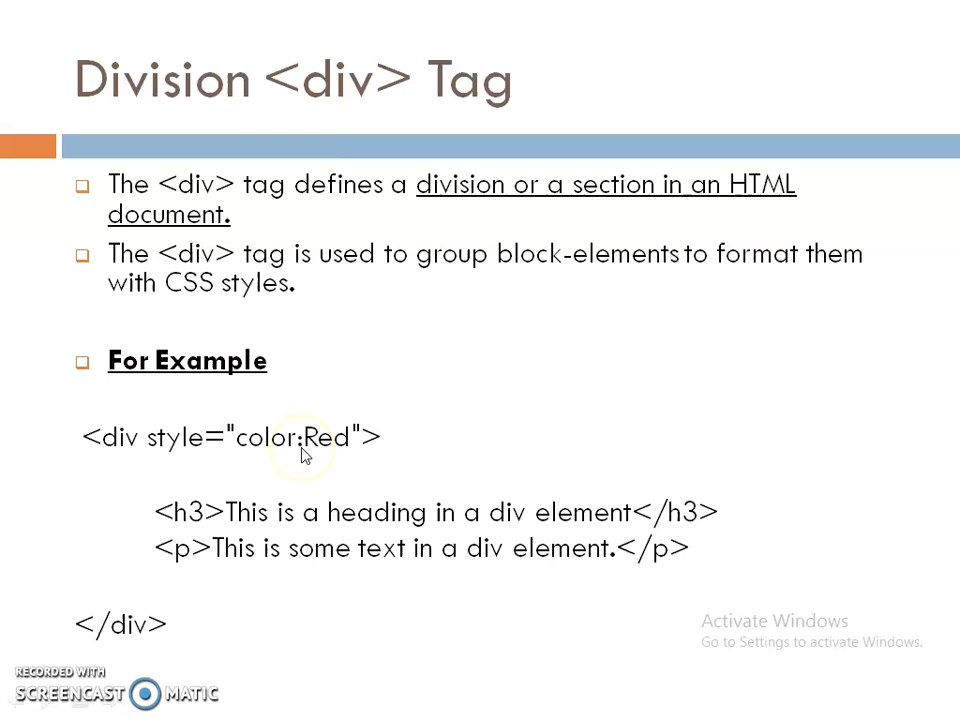 Division <div> Tag
The <div> tag defines a division or a section in an HTML
document.
The <div> tag is used to group block-elements to format them
with CSS styles.
For Example
<div style="color:Red">
<h3>This is a heading in a div element</h3>
<p>This is some text in a div element.</p>
</div>
Activate Windows
Go to Settings to activate Windows.
RECORDED WITH
SCREENCAST MATIC